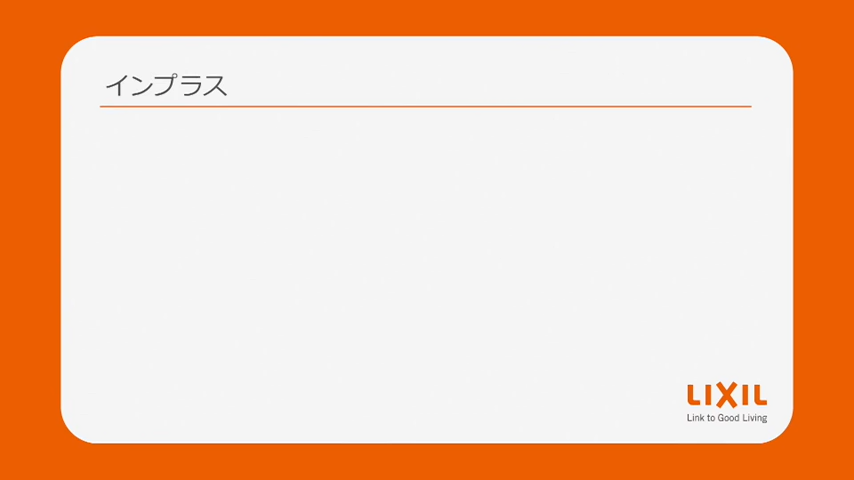 インプラス
LIXIL
Link to Good Living